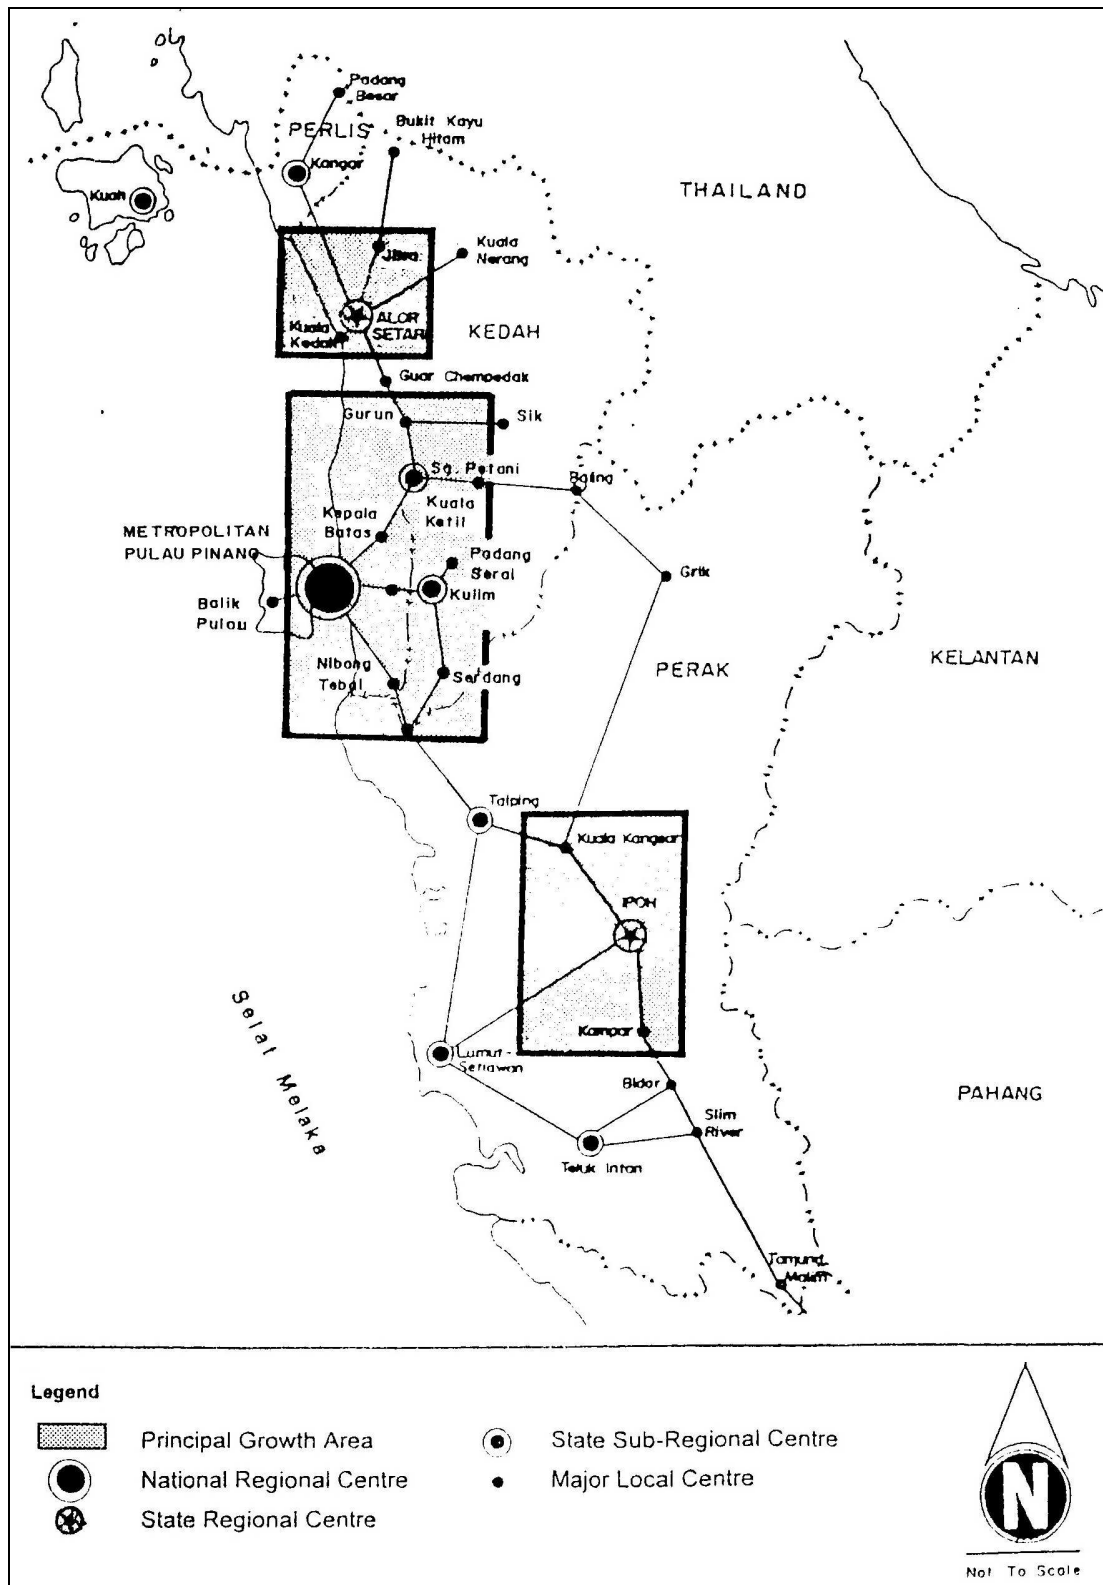 Padang
Besar
PERLIS
Bukit Kayu
Hitam
Kangar
THAILAND
Kuah
Jitra
Kuala
Nerang
ALOR
SETAR
Kuala
Kedah
KEDAH
Guar Chempedak
Gurun
Sik
Sg. Petani
Baling
Kuala
Ketil
Kepala
Batas
METROPOLITAN
PULAU PINANG
Padang
Serai
Grik
Kulim
Balik
Pulau
Nibong
Tebal
Serdang
PERAK
KELANTAN
Taiping
Kuala Kangsar
IPOH
Selat Melaka
Kampar
Lumut-
Setiawan
Bidor
Slim
River
PAHANG
Teluk Intan
Tanjung
Malim
Legend
Principal Growth Area
National Regional Centre
State Regional Centre
State Sub-Regional Centre
Major Local Centre
N
Not To Scale